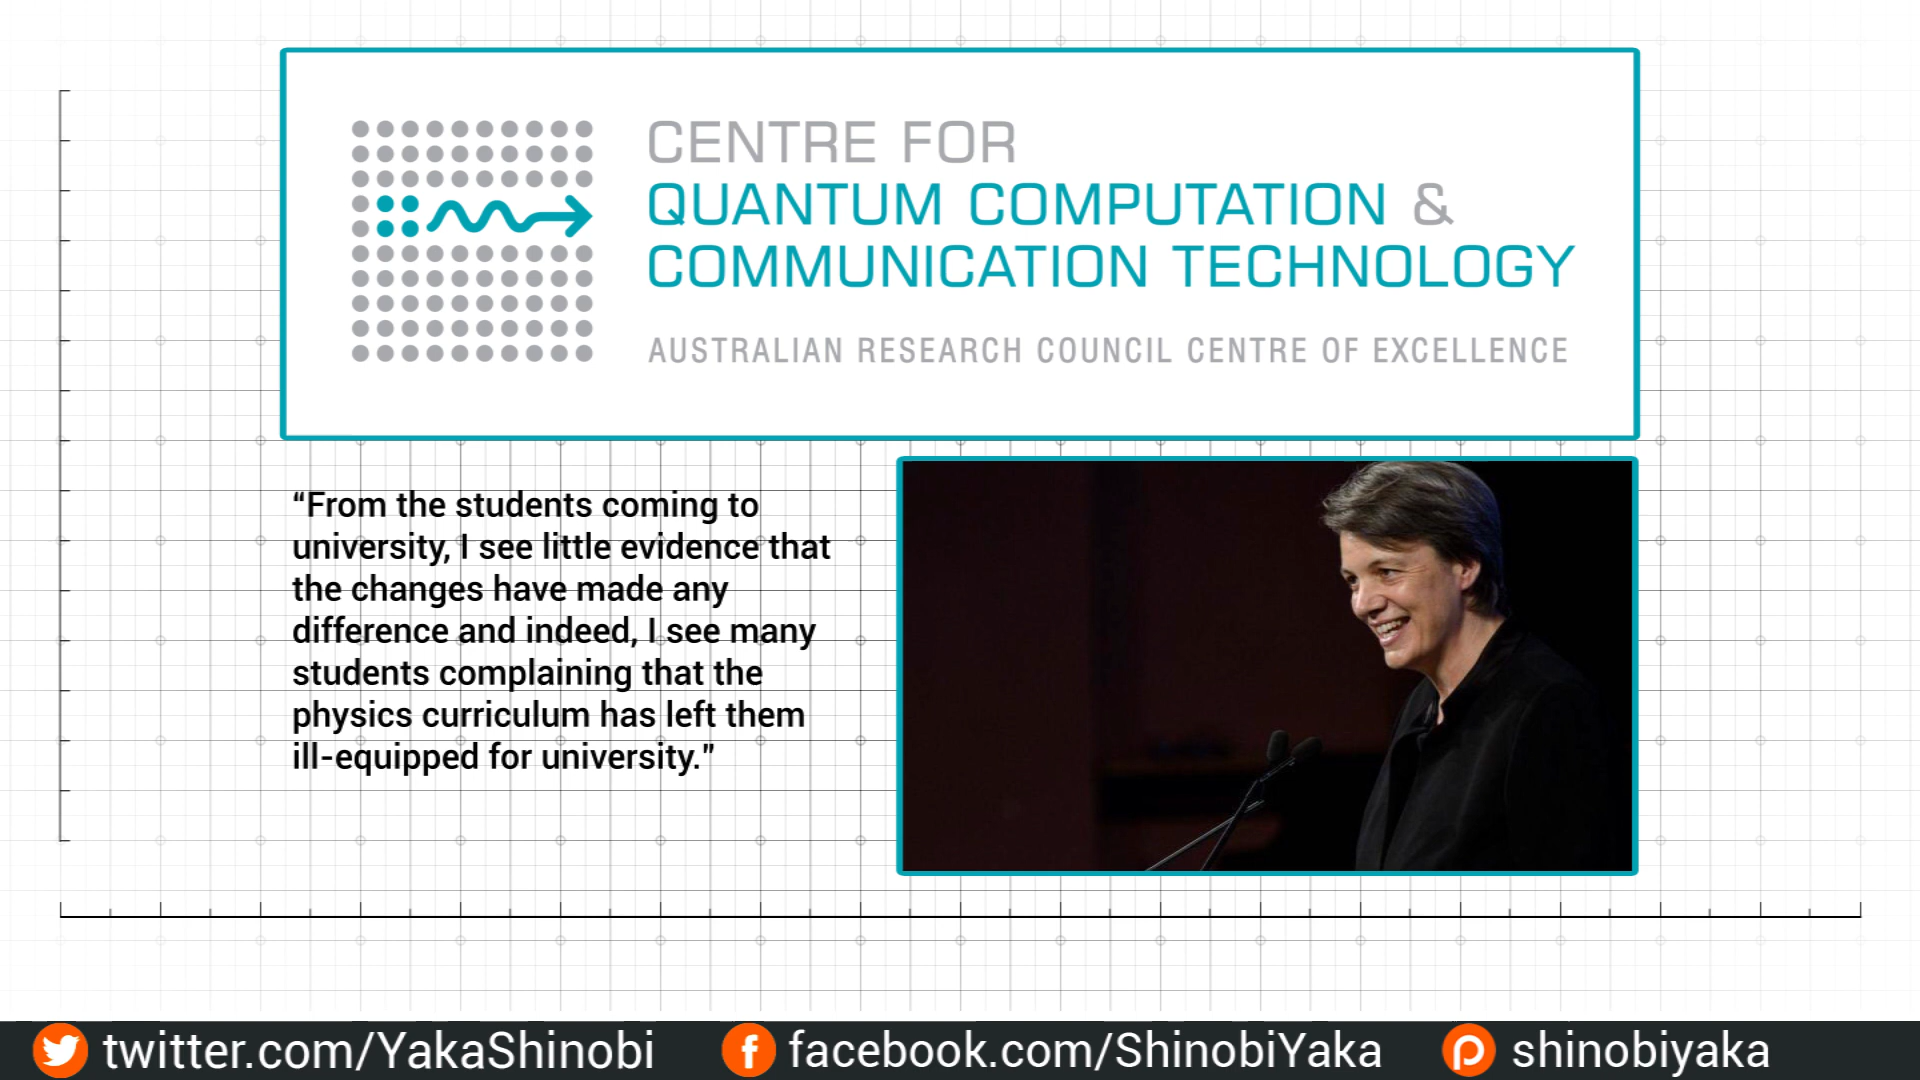 CENTRE FOR
QUANTUM COMPUTATION &
COMMUNICATION TECHNOLOGY
AUSTRALIAN RESEARCH COUNCIL CENTRE OF EXCELLENCE
“From the students coming to
university, I see little evidence that
the changes have made any
difference and indeed, I see many
students complaining that the
physics curriculum has left them
ill-equipped for university.”
twitter.com/YakaShinobi facebook.com/ShinobiYaka shinobiyaka